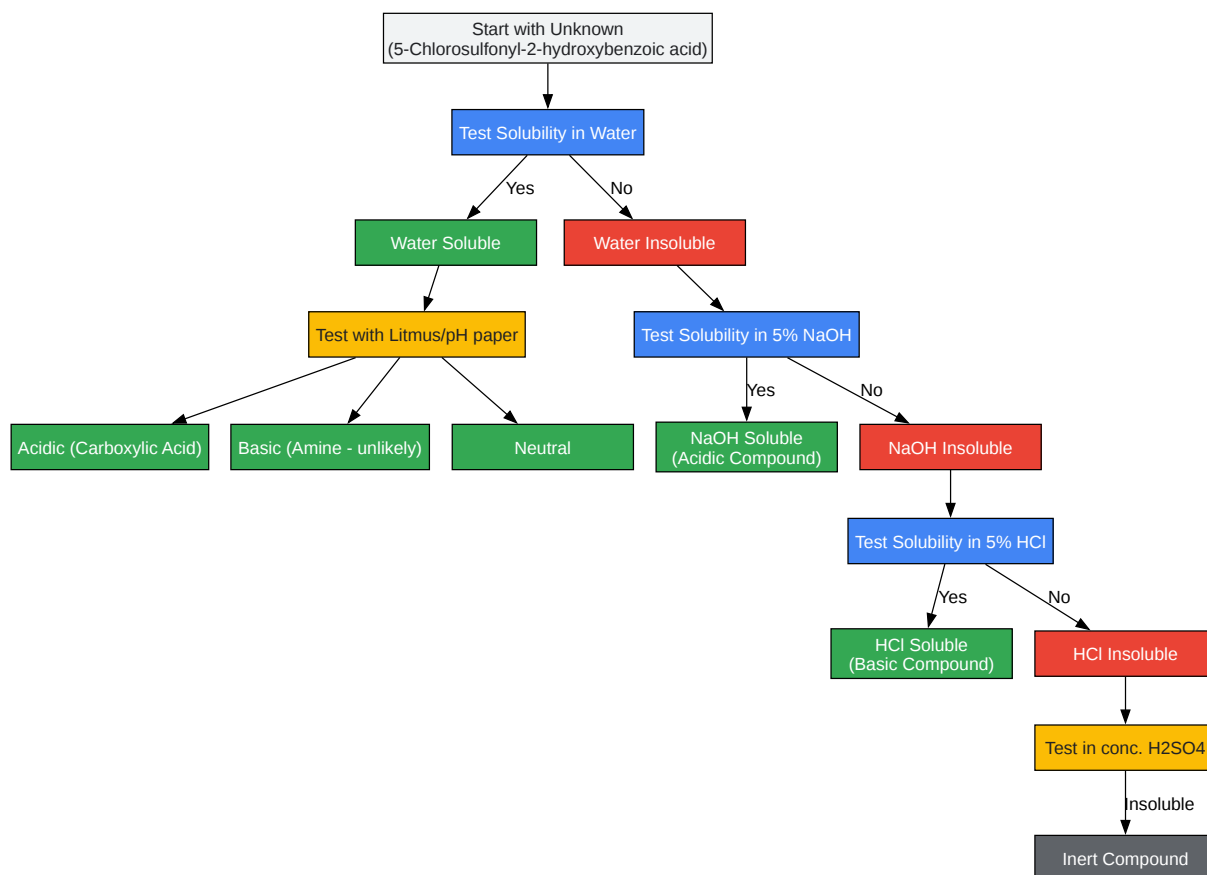 Start with Unknown
(5-Chlorosulfonyl-2-hydroxybenzoic acid)
Test Solubility in Water
Yes
No
Water Soluble
Water Insoluble
Test with Litmus/pH paper
Test Solubility in 5% NaOH
Yes
No
Acidic (Carboxylic Acid)
Basic (Amine - unlikely)
Neutral
NaOH Soluble
(Acidic Compound)
NaOH Insoluble
Test Solubility in 5% HCl
Yes
No
HCl Soluble
(Basic Compound)
HCl Insoluble
Test in conc. H2SO4
Insoluble
Inert Compound